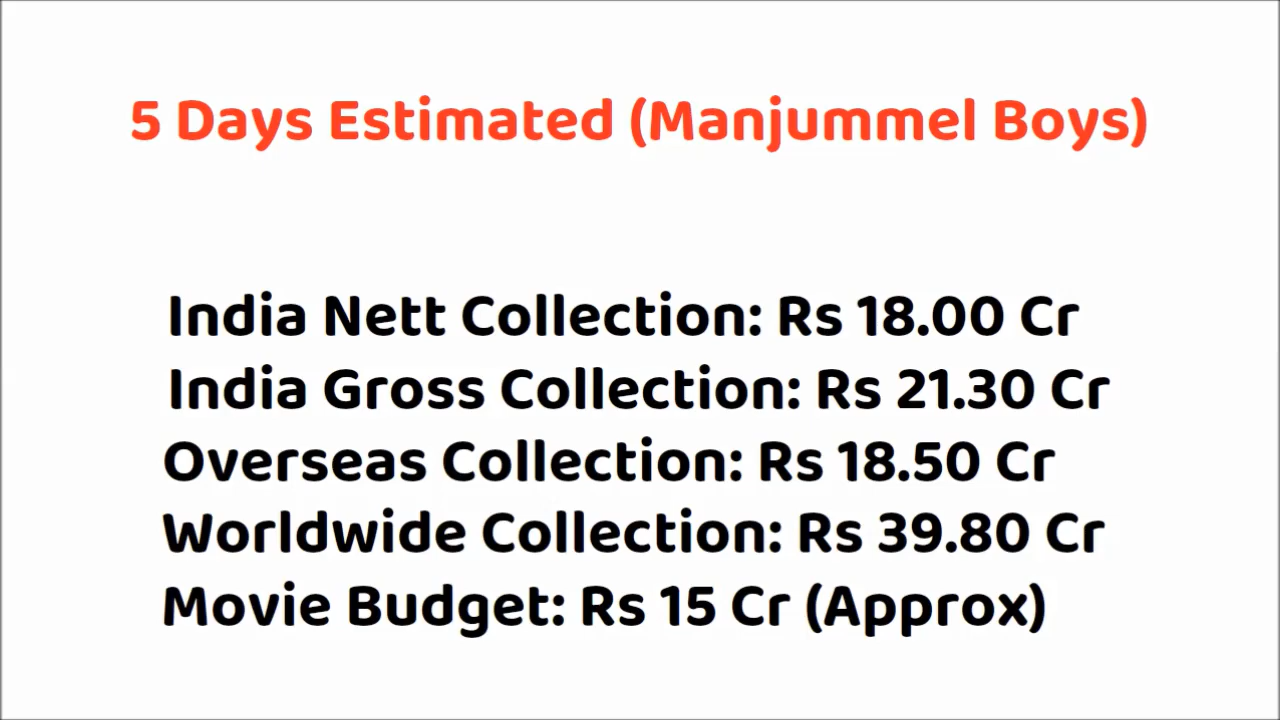 5 Days Estimated (Manjummel Boys)
India Nett Collection: Rs 18.00 Cr
India Gross Collection: Rs 21.30 Cr
Overseas Collection: Rs 18.50 Cr
Worldwide Collection: Rs 39.80 Cr
Movie Budget: Rs 15 Cr (Approx)